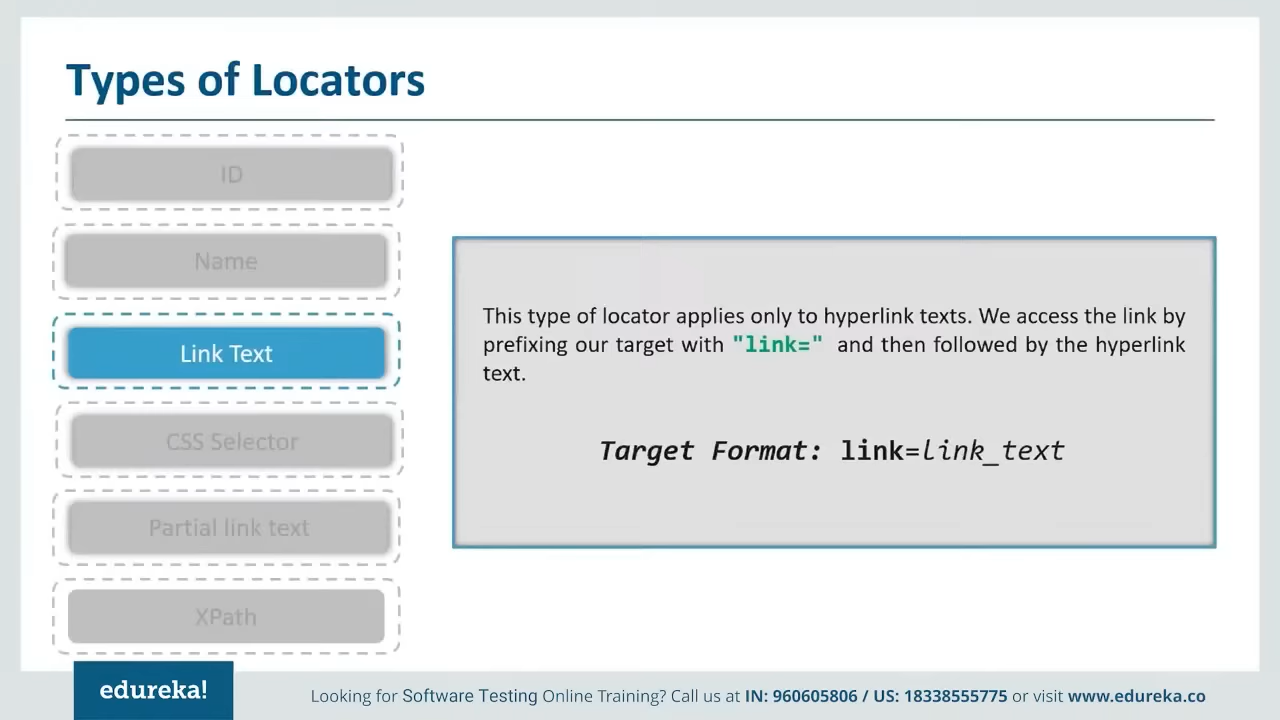 Types of Locators
ID
Name
Link Text
CSS Selector
Partial link text
XPath
This type of locator applies only to hyperlink texts. We access the link by
prefixing our target with "link=" and then followed by the hyperlink
text.
Target Format: link=link_text
edureka!
Looking for Software Testing Online Training? Call us at IN: 960605806 / US: 18338555775 or visit www.edureka.co